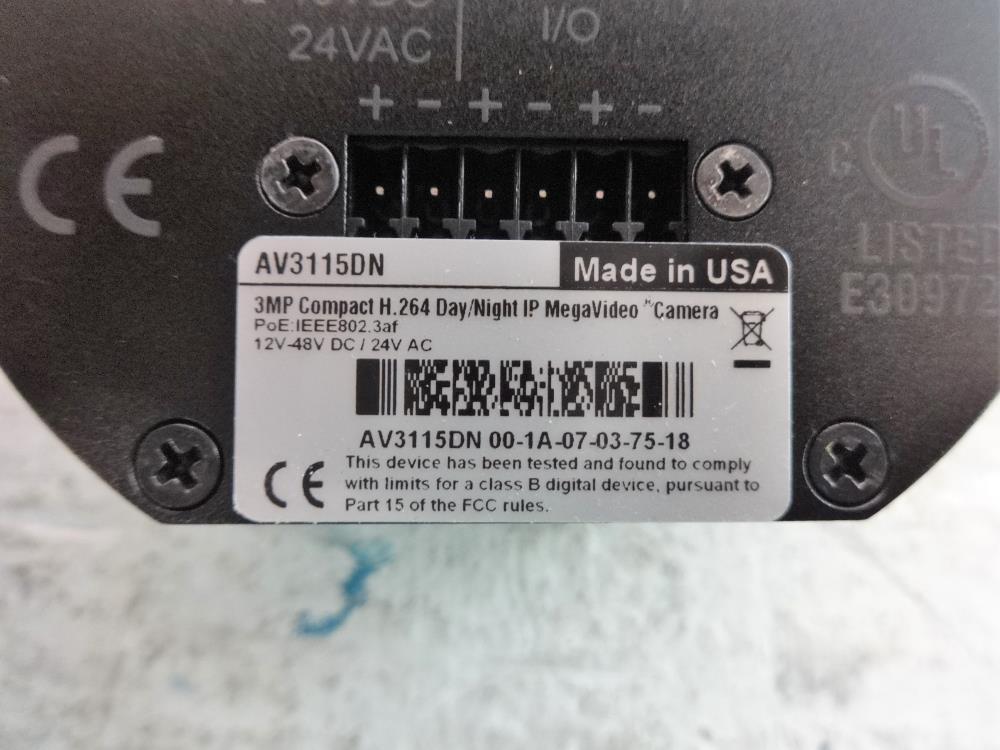 24VAC
I/O
+ - + - + -
CE
C UL
LISTED
AV3115DN
Made in USA
3MP Compact H.264 Day/Night IP MegaVideo Camera
PoE:IEEE802.3af
12V-48V DC / 24V AC
AV3115DN 00-1A-07-03-75-18
CE
This device has been tested and found to comply
with limits for a class B digital device, pursuant to
Part 15 of the FCC rules.